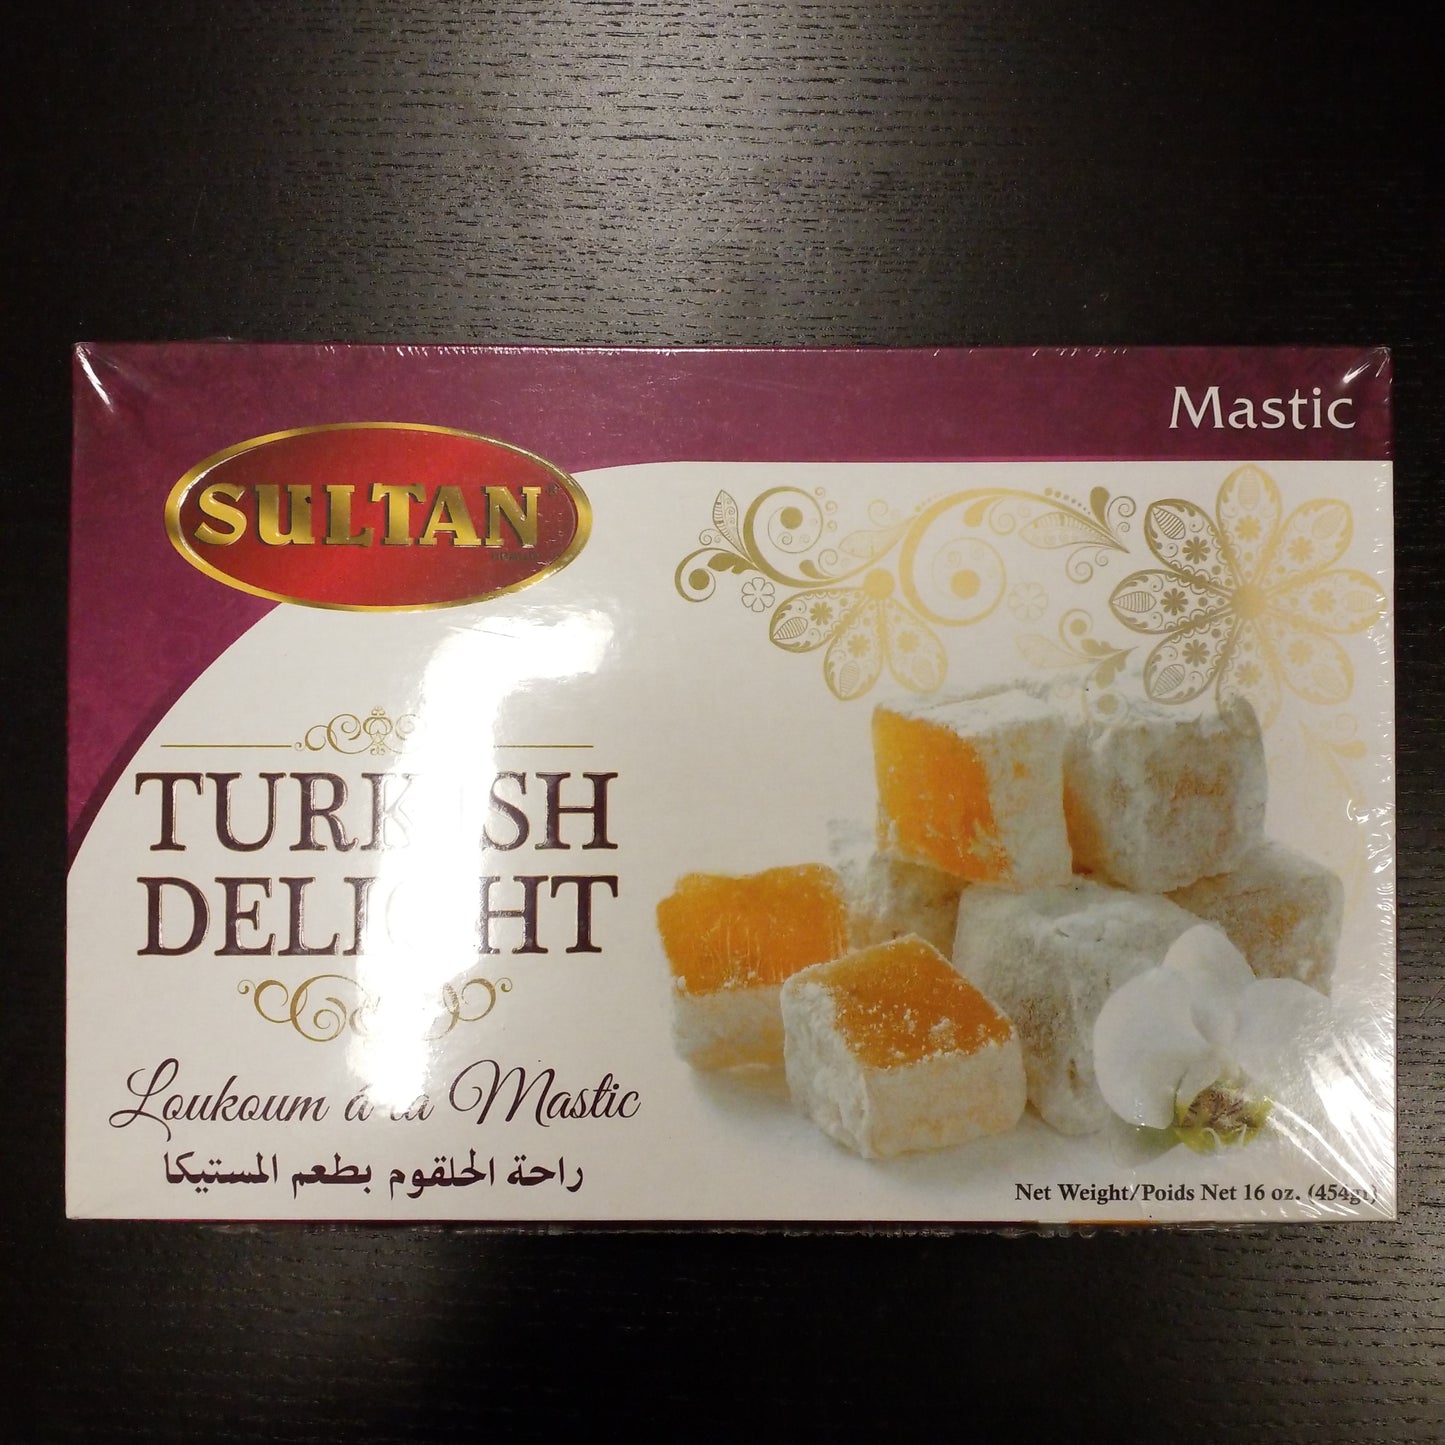 Mastic
SULTAN
TURKISH
DELIGHT
Loukoum á la Mastic
راحة الحلقوم بطعم المستيكا
Net Weight/Poids Net 16 oz. (454gr)